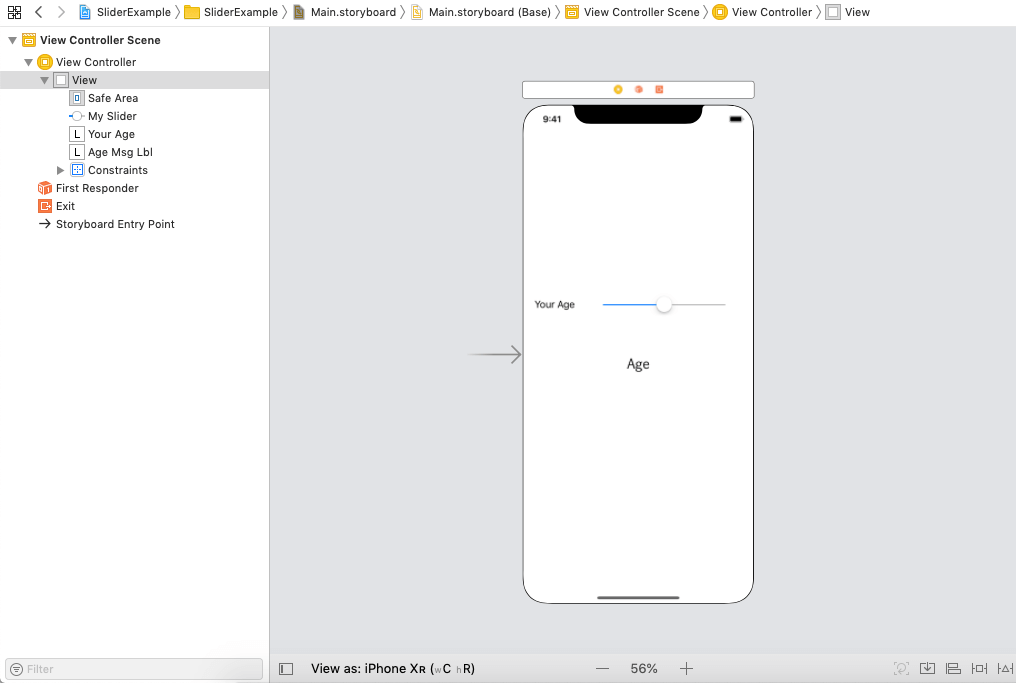 SliderExample SliderExample Main.storyboard Main.storyboard (Base) View Controller Scene View Controller View
View Controller Scene
View Controller
View
Safe Area
My Slider
L Your Age
L Age Msg Lbl
Constraints
First Responder
Exit
Storyboard Entry Point
9:41
Your Age
Age
Filter
View as: iPhone XR (wC hR)
56%